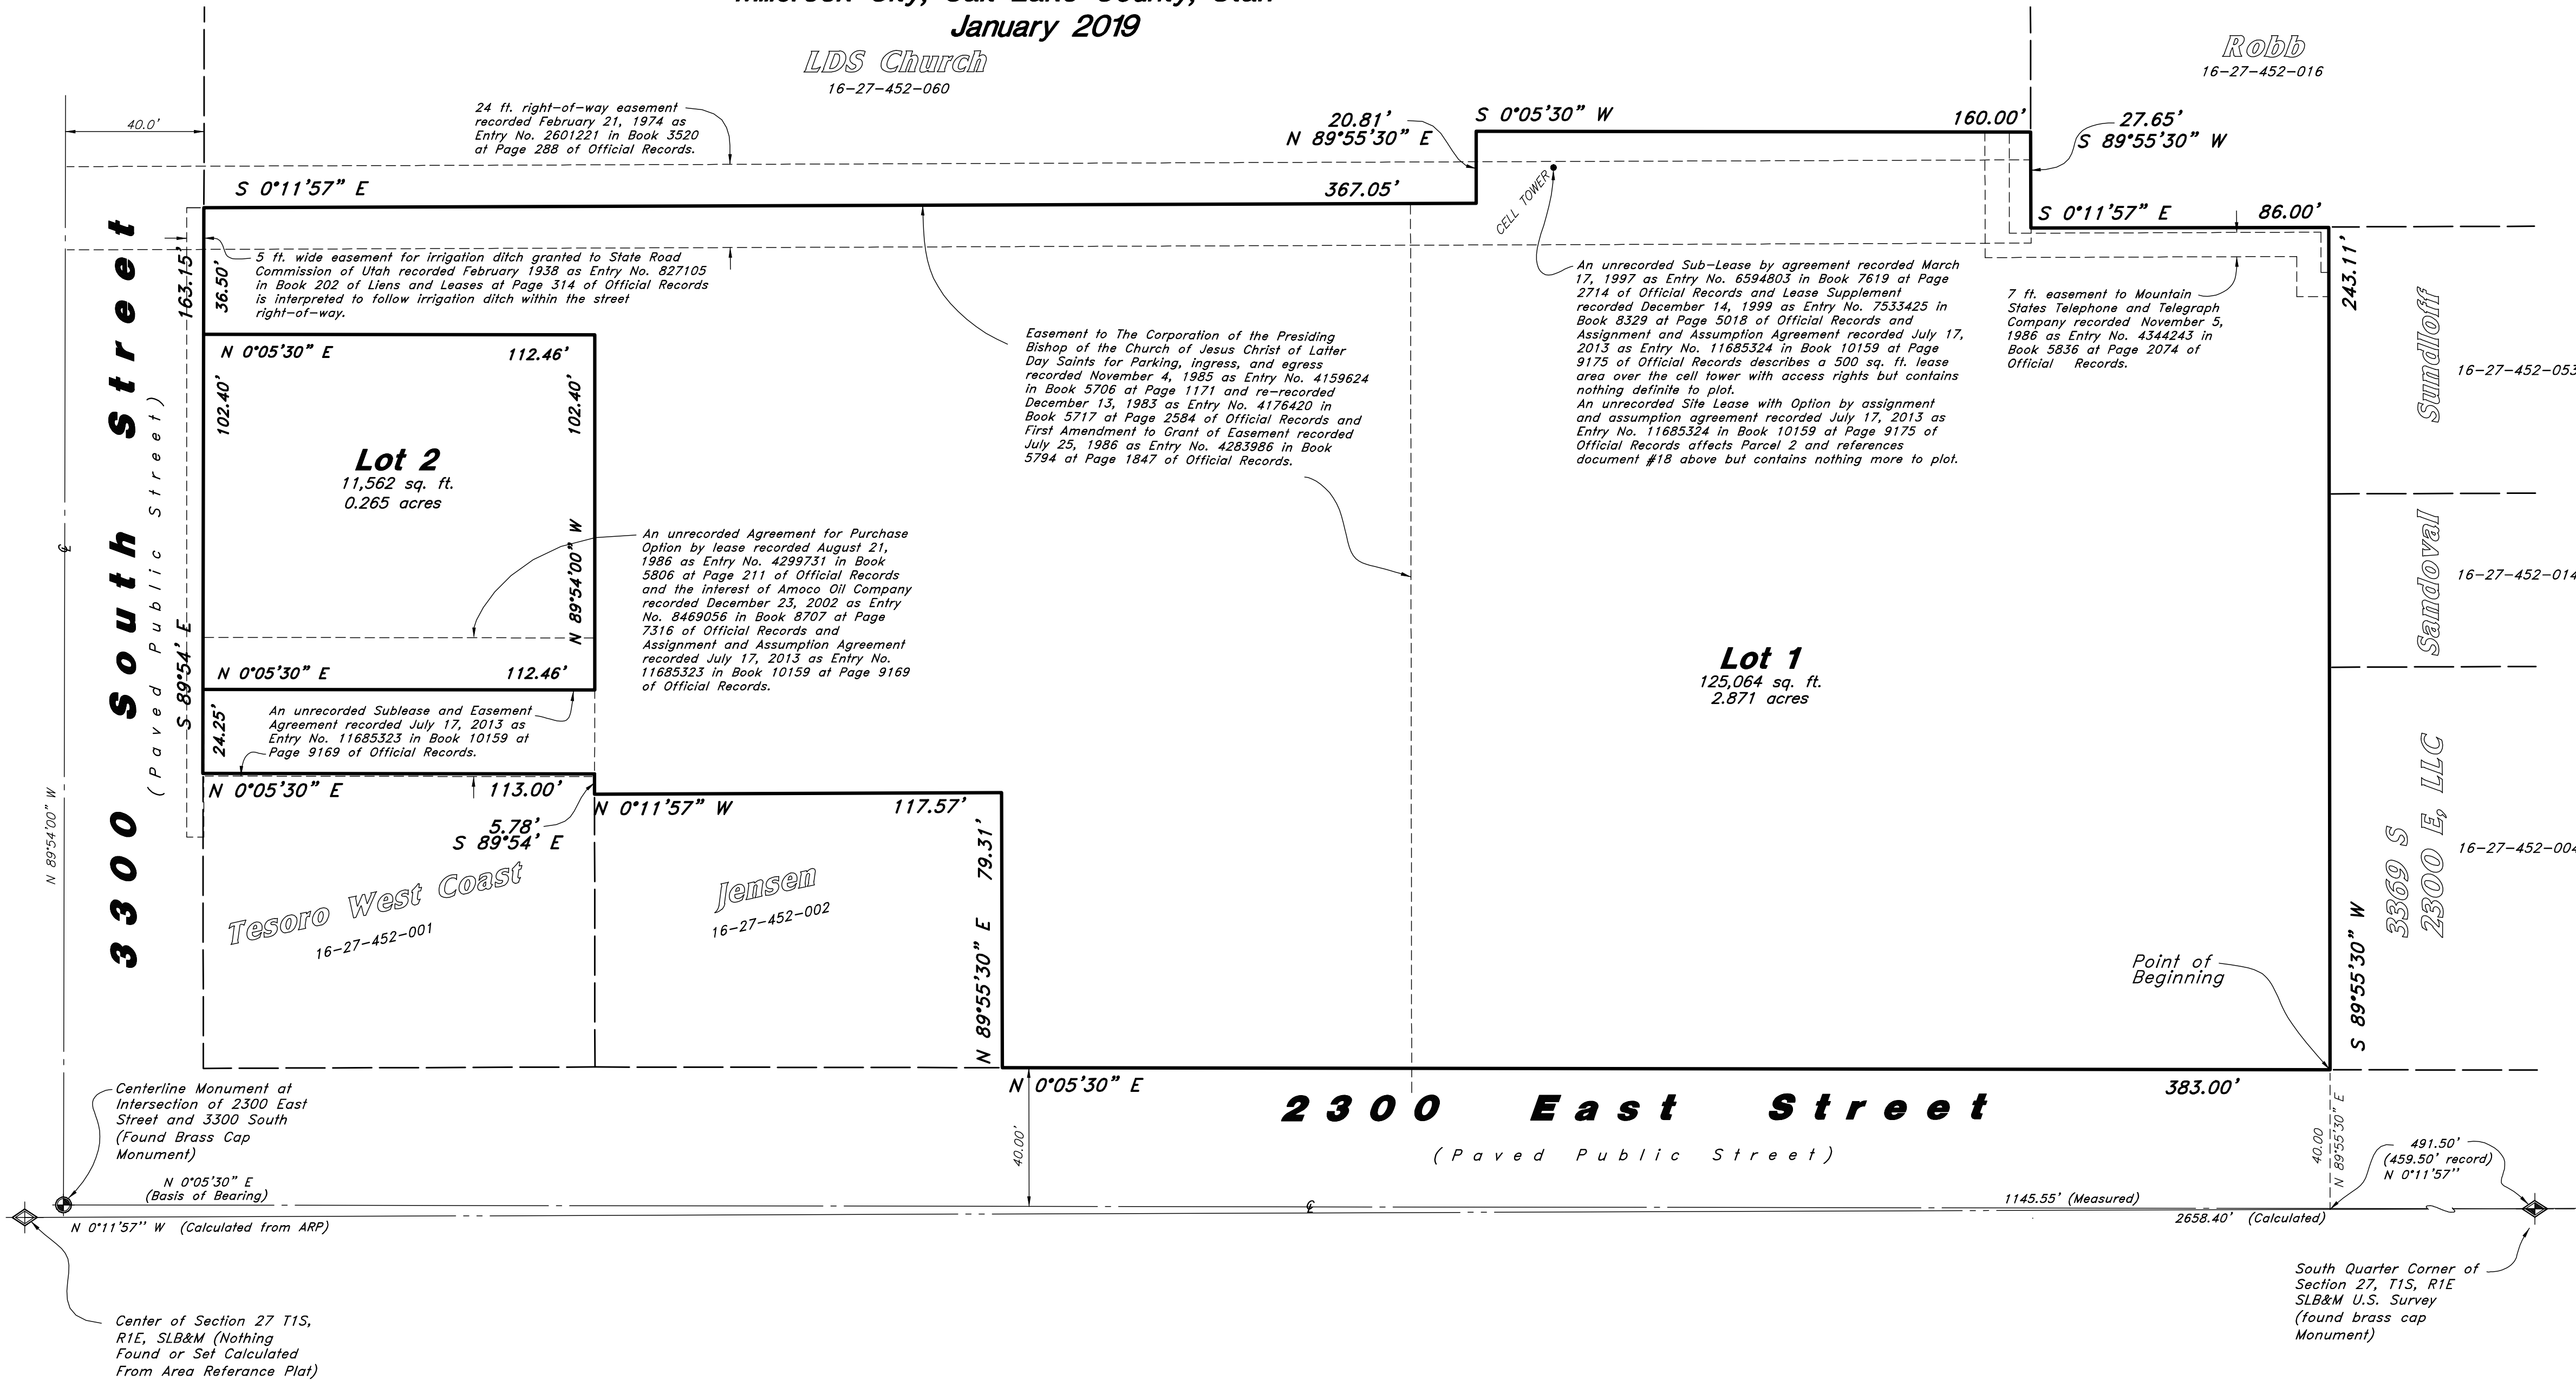 January 2019
LDS Church
16-27-452-060
Robb
16-27-452-016
40.0'
24 ft. right-of-way easement
recorded February 21, 1974 as
Entry No. 2601221 in Book 3520
at Page 288 of Official Records.
20.81'
N 89°55'30" E
S 0°05'30" W
160.00'
27.65'
S 89°55'30" W
S 0°11'57" E
367.05'
CELL TOWER
S 0°11'57" E
86.00'
163.15'
36.50'
5 ft. wide easement for irrigation ditch granted to State Road
Commission of Utah recorded February 1938 as Entry No. 827105
in Book 202 of Liens and Leases at Page 314 of Official Records
is interpreted to follow irrigation ditch within the street
right-of-way.
Easement to The Corporation of the Presiding
Bishop of the Church of Jesus Christ of Latter
Day Saints for Parking, ingress, and egress
recorded November 4, 1985 as Entry No. 4159624
in Book 5706 at Page 1171 and re-recorded
December 13, 1983 as Entry No. 4176420 in
Book 5717 at Page 2584 of Official Records and
First Amendment to Grant of Easement recorded
July 25, 1986 as Entry No. 4283986 in Book
5794 at Page 1847 of Official Records.
An unrecorded Sub-Lease by agreement recorded March
17, 1997 as Entry No. 6594803 in Book 7619 at Page
2714 of Official Records and Lease Supplement
recorded December 14, 1999 as Entry No. 7533425 in
Book 8329 at Page 5018 of Official Records and
Assignment and Assumption Agreement recorded July 17,
2013 as Entry No. 11685324 in Book 10159 at Page
9175 of Official Records describes a 500 sq. ft. lease
area over the cell tower with access rights but contains
nothing definite to plot.
An unrecorded Site Lease with Option by assignment
and assumption agreement recorded July 17, 2013 as
Entry No. 11685324 in Book 10159 at Page 9175 of
Official Records affects Parcel 2 and references
document #18 above but contains nothing more to plot.
7 ft. easement to Mountain
States Telephone and Telegraph
Company recorded November 5,
1986 as Entry No. 4344243 in
Book 5836 at Page 2074 of
Official Records.
243.11'
Sundloff
16-27-452-053
Sandoval
16-27-452-014
3369 S
2300 E, LLC
16-27-452-004
S 89°55'30" W
N 0°05'30" E
112.46'
102.40'
102.40'
Lot 2
11,562 sq. ft.
0.265 acres
N 89°54'00" W
An unrecorded Agreement for Purchase
Option by lease recorded August 21,
1986 as Entry No. 4299731 in Book
5806 at Page 211 of Official Records
and the interest of Amoco Oil Company
recorded December 23, 2002 as Entry
No. 8469056 in Book 8707 at Page
7316 of Official Records and
Assignment and Assumption Agreement
recorded July 17, 2013 as Entry No.
11685323 in Book 10159 at Page 9169
of Official Records.
Lot 1
125,064 sq. ft.
2.871 acres
3300 South Street
(Paved Public Street)
S 89°54' E
N 89°54'00" W
N 0°05'30" E
112.46'
24.25'
An unrecorded Sublease and Easement
Agreement recorded July 17, 2013 as
Entry No. 11685323 in Book 10159 at
Page 9169 of Official Records.
N 0°05'30" E
113.00'
5.78'
S 89°54' E
N 0°11'57" W
117.57'
79.31'
N 89°55'30" E
Tesoro West Coast
16-27-452-001
Jensen
16-27-452-002
Point of
Beginning
N 0°05'30" E
383.00'
2300 East Street
(Paved Public Street)
40.00'
40.00
N 89°55'30" E
491.50'
(459.50' record)
N 0°11'57''
Centerline Monument at
Intersection of 2300 East
Street and 3300 South
(Found Brass Cap
Monument)
N 0°05'30" E
(Basis of Bearing)
1145.55' (Measured)
N 0°11'57'' W (Calculated from ARP)
2658.40' (Calculated)
Center of Section 27 T1S,
R1E, SLB&M (Nothing
Found or Set Calculated
From Area Referance Plat)
South Quarter Corner of
Section 27, T1S, R1E
SLB&M U.S. Survey
(found brass cap
Monument)